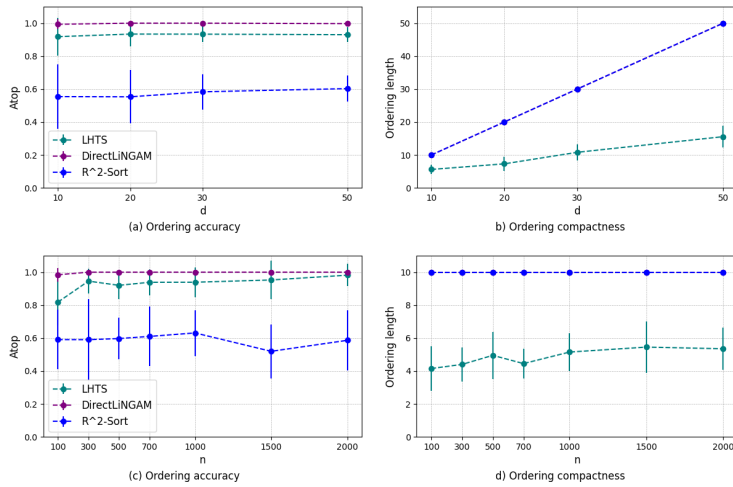 1.0
0.8
0.6
0.4
0.2
0.0
Atop
LHTS
DirectLiNGAM
R^2-Sort
10 20 30 50
d
(a) Ordering accuracy
50
40
30
20
10
0
Ordering length
10 20 30 50
d
b) Ordering compactness
1.0
0.8
0.6
0.4
0.2
0.0
Atop
LHTS
DirectLiNGAM
R^2-Sort
100 300 500 700 1000 1500 2000
n
(c) Ordering accuracy
10
8
6
4
2
0
Ordering length
100 300 500 700 1000 1500 2000
n
d) Ordering compactness